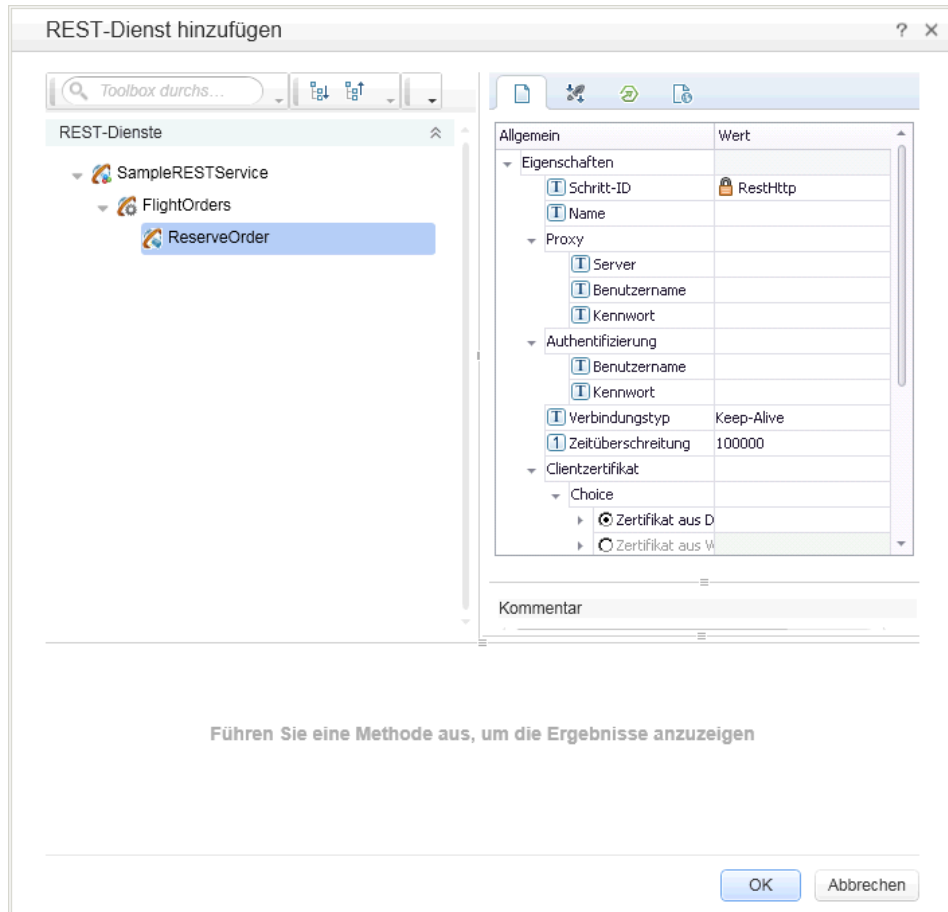 REST-Dienst hinzufügen
Toolbox durchs...
REST-Dienste
SampleRESTService
FlightOrders
ReserveOrder
Allgemein Wert
Eigenschaften
Schritt-ID RestHttp
Name
Proxy
Server
Benutzername
Kennwort
Authentifizierung
Benutzername
Kennwort
Verbindungstyp Keep-Alive
Zeitüberschreitung 100000
Clientzertifikat
Choice
Zertifikat aus D
Zertifikat aus W
Kommentar
Führen Sie eine Methode aus, um die Ergebnisse anzuzeigen
OK Abbrechen